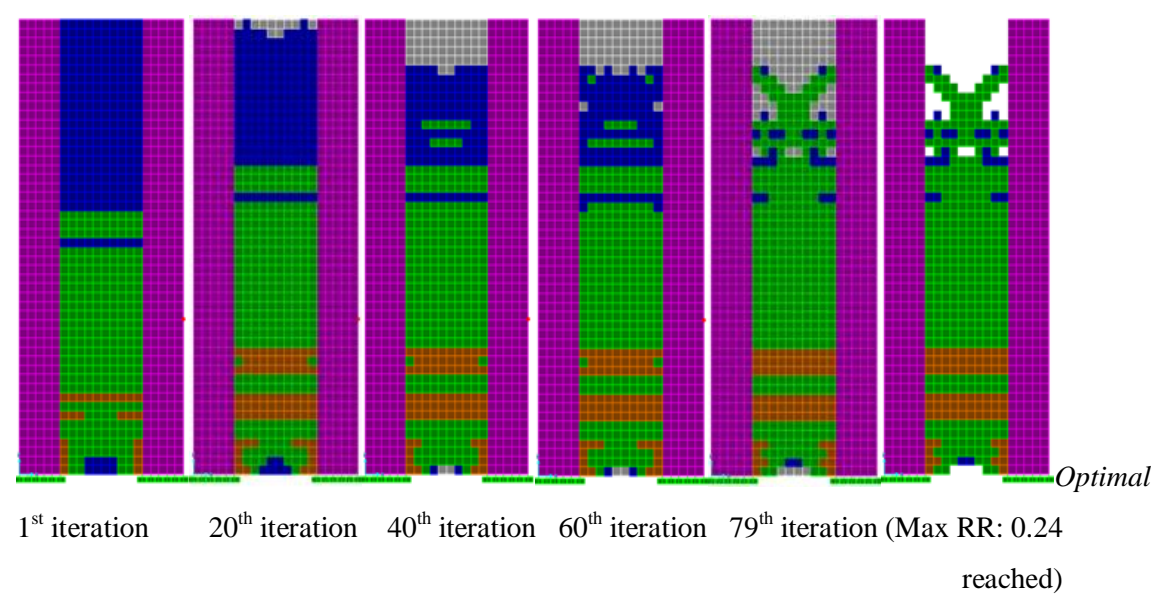 Optimal
1st iteration 20th iteration 40th iteration 60th iteration 79th iteration (Max RR: 0.24
reached)